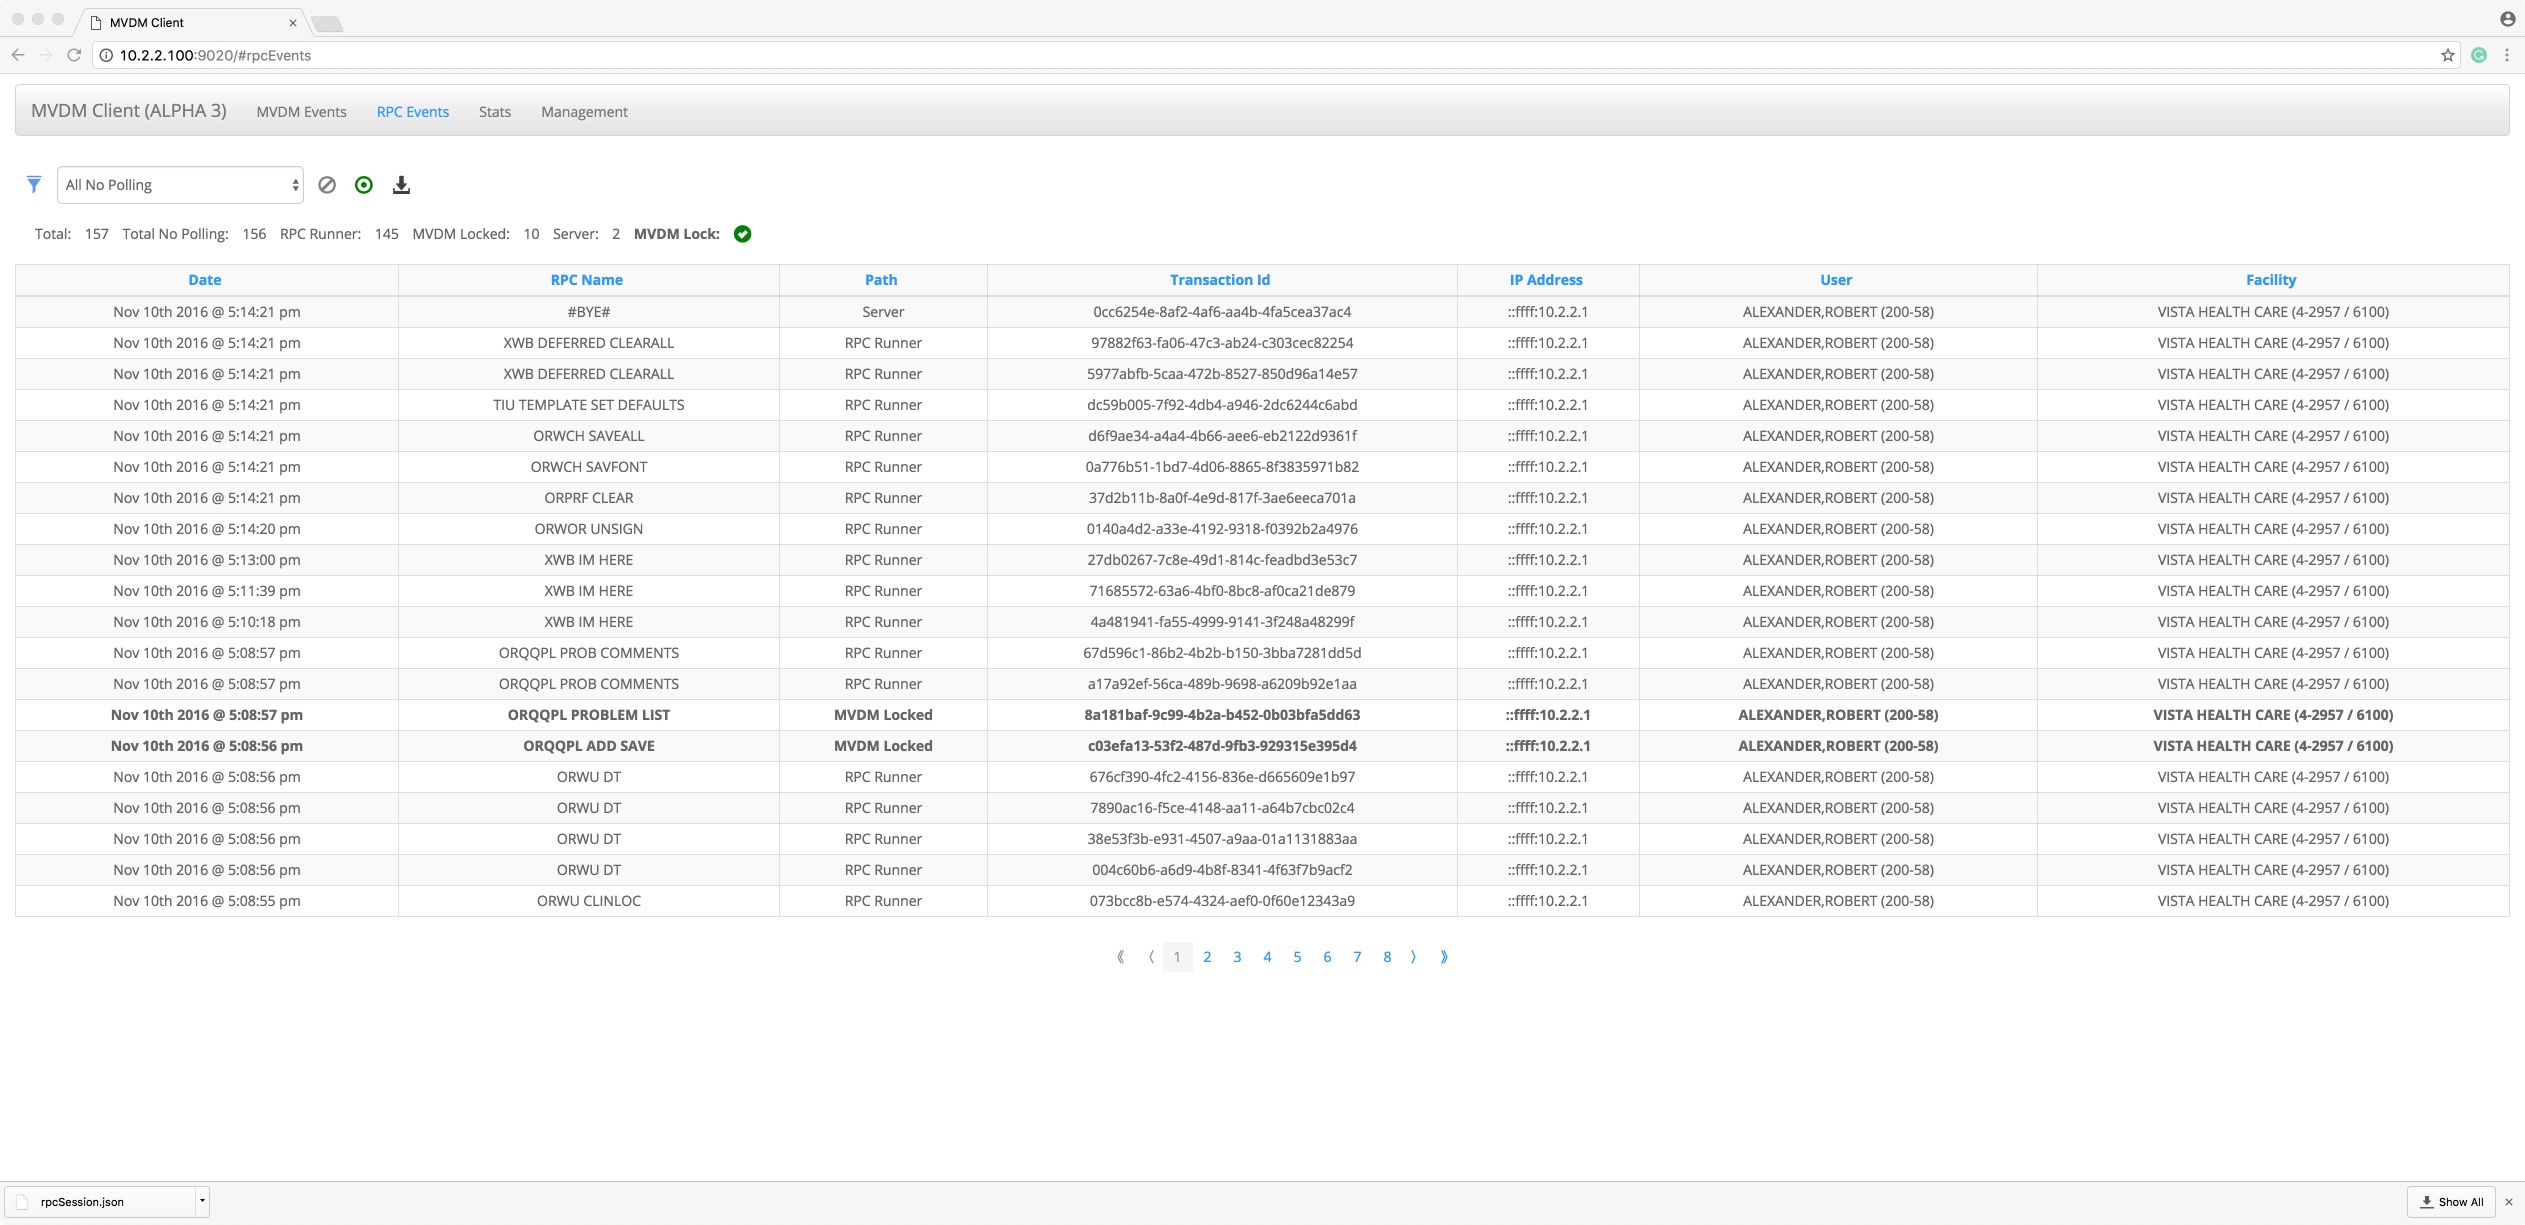 MVDM Client
10.2.2.100:9020/#rpcEvents
MVDM Client (ALPHA 3) MVDM Events RPC Events Stats Management
All No Polling
Total: 157 Total No Polling: 156 RPC Runner: 145 MVDM Locked: 10 Server: 2 MVDM Lock:
Date RPC Name Path Transaction Id IP Address User Facility
Nov 10th 2016 @ 5:14:21 pm #BYE# Server 0cc6254e-8af2-4af6-aa4b-4fa5cea37ac4 ::ffff:10.2.2.1 ALEXANDER,ROBERT (200-58) VISTA HEALTH CARE (4-2957 / 6100)
Nov 10th 2016 @ 5:14:21 pm XWB DEFERRED CLEARALL RPC Runner 97882f63-fa06-47c3-ab24-c303cec82254 ::ffff:10.2.2.1 ALEXANDER,ROBERT (200-58) VISTA HEALTH CARE (4-2957 / 6100)
Nov 10th 2016 @ 5:14:21 pm XWB DEFERRED CLEARALL RPC Runner 5977abfb-5caa-472b-8527-850d96a14e57 ::ffff:10.2.2.1 ALEXANDER,ROBERT (200-58) VISTA HEALTH CARE (4-2957 / 6100)
Nov 10th 2016 @ 5:14:21 pm TIU TEMPLATE SET DEFAULTS RPC Runner dc59b005-7f92-4db4-a946-2dc6244c6abd ::ffff:10.2.2.1 ALEXANDER,ROBERT (200-58) VISTA HEALTH CARE (4-2957 / 6100)
Nov 10th 2016 @ 5:14:21 pm ORWCH SAVEALL RPC Runner d6f9ae34-a4a4-4b66-aee6-eb2122d9361f ::ffff:10.2.2.1 ALEXANDER,ROBERT (200-58) VISTA HEALTH CARE (4-2957 / 6100)
Nov 10th 2016 @ 5:14:21 pm ORWCH SAVFONT RPC Runner 0a776b51-1bd7-4d06-8865-8f3835971b82 ::ffff:10.2.2.1 ALEXANDER,ROBERT (200-58) VISTA HEALTH CARE (4-2957 / 6100)
Nov 10th 2016 @ 5:14:21 pm ORPRF CLEAR RPC Runner 37d2b11b-8a0f-4e9d-817f-3ae6eeca701a ::ffff:10.2.2.1 ALEXANDER,ROBERT (200-58) VISTA HEALTH CARE (4-2957 / 6100)
Nov 10th 2016 @ 5:14:20 pm ORWOR UNSIGN RPC Runner 0140a4d2-a33e-4192-9318-f0392b2a4976 ::ffff:10.2.2.1 ALEXANDER,ROBERT (200-58) VISTA HEALTH CARE (4-2957 / 6100)
Nov 10th 2016 @ 5:13:00 pm XWB IM HERE RPC Runner 27db0267-7c8e-49d1-814c-feadbd3e53c7 ::ffff:10.2.2.1 ALEXANDER,ROBERT (200-58) VISTA HEALTH CARE (4-2957 / 6100)
Nov 10th 2016 @ 5:11:39 pm XWB IM HERE RPC Runner 71685572-63a6-4bf0-8bc8-af0ca21de879 ::ffff:10.2.2.1 ALEXANDER,ROBERT (200-58) VISTA HEALTH CARE (4-2957 / 6100)
Nov 10th 2016 @ 5:10:18 pm XWB IM HERE RPC Runner 4a481941-fa55-4999-9141-3f248a48299f ::ffff:10.2.2.1 ALEXANDER,ROBERT (200-58) VISTA HEALTH CARE (4-2957 / 6100)
Nov 10th 2016 @ 5:08:57 pm ORQQPL PROB COMMENTS RPC Runner 67d596c1-86b2-4b2b-b150-3bba7281dd5d ::ffff:10.2.2.1 ALEXANDER,ROBERT (200-58) VISTA HEALTH CARE (4-2957 / 6100)
Nov 10th 2016 @ 5:08:57 pm ORQQPL PROB COMMENTS RPC Runner a17a92ef-56ca-489b-9698-a6209b92e1aa ::ffff:10.2.2.1 ALEXANDER,ROBERT (200-58) VISTA HEALTH CARE (4-2957 / 6100)
Nov 10th 2016 @ 5:08:57 pm ORQQPL PROBLEM LIST MVDM Locked 8a181baf-9c99-4b2a-b452-0b03bfa5dd63 ::ffff:10.2.2.1 ALEXANDER,ROBERT (200-58) VISTA HEALTH CARE (4-2957 / 6100)
Nov 10th 2016 @ 5:08:56 pm ORQQPL ADD SAVE MVDM Locked c03efa13-53f2-487d-9fb3-929315e395d4 ::ffff:10.2.2.1 ALEXANDER,ROBERT (200-58) VISTA HEALTH CARE (4-2957 / 6100)
Nov 10th 2016 @ 5:08:56 pm ORWU DT RPC Runner 676cf390-4fc2-4156-836e-d665609e1b97 ::ffff:10.2.2.1 ALEXANDER,ROBERT (200-58) VISTA HEALTH CARE (4-2957 / 6100)
Nov 10th 2016 @ 5:08:56 pm ORWU DT RPC Runner 7890ac16-f5ce-4148-aa11-a64b7cbc02c4 ::ffff:10.2.2.1 ALEXANDER,ROBERT (200-58) VISTA HEALTH CARE (4-2957 / 6100)
Nov 10th 2016 @ 5:08:56 pm ORWU DT RPC Runner 38e53f3b-e931-4507-a9aa-01a1131883aa ::ffff:10.2.2.1 ALEXANDER,ROBERT (200-58) VISTA HEALTH CARE (4-2957 / 6100)
Nov 10th 2016 @ 5:08:56 pm ORWU DT RPC Runner 004c60b6-a6d9-4b8f-8341-4f63f7b9acf2 ::ffff:10.2.2.1 ALEXANDER,ROBERT (200-58) VISTA HEALTH CARE (4-2957 / 6100)
Nov 10th 2016 @ 5:08:55 pm ORWU CLINLOC RPC Runner 073bcc8b-e574-4324-aef0-0f60e12343a9 ::ffff:10.2.2.1 ALEXANDER,ROBERT (200-58) VISTA HEALTH CARE (4-2957 / 6100)
⟪ ⟨ 1 2 3 4 5 6 7 8 ⟩ ⟫
rpcSession.json Show All